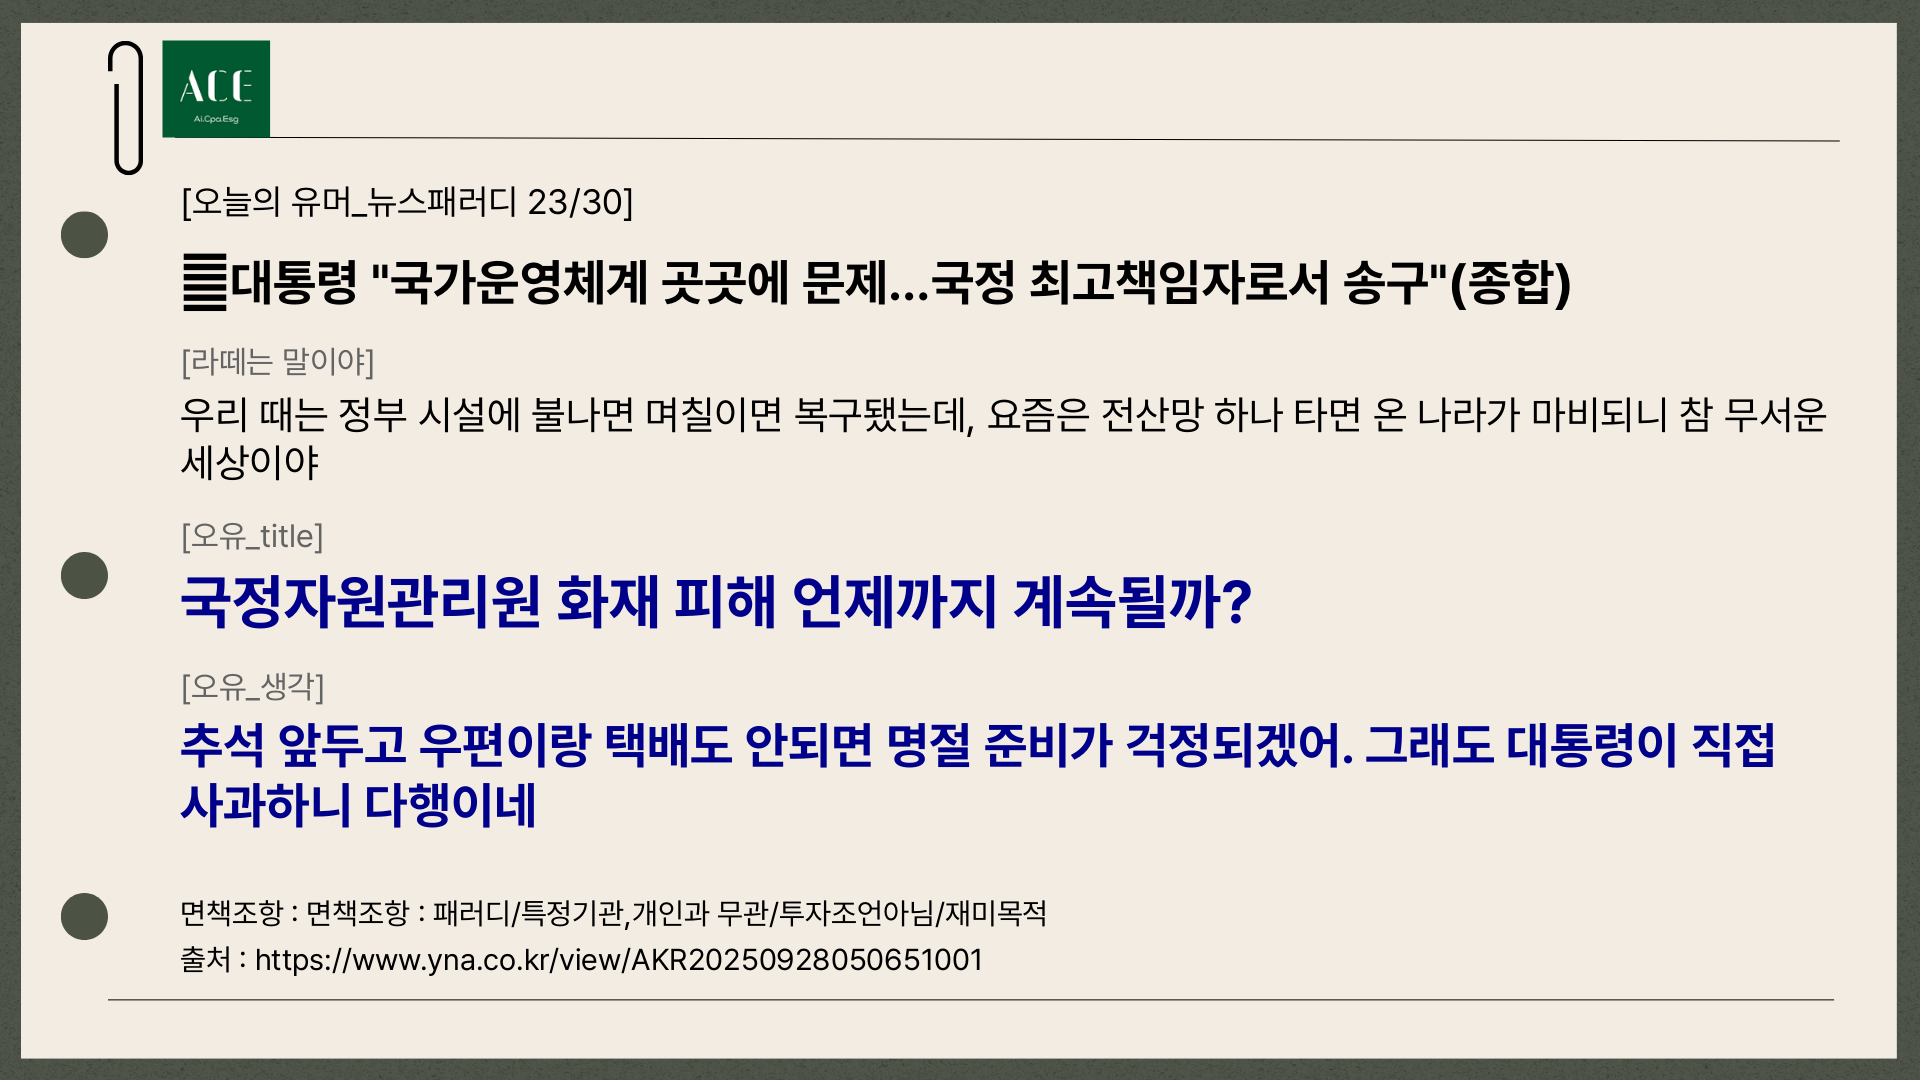 ACE
Ai.Cpa.Esg
[오늘의 유머_뉴스패러디 23/30]
대통령 "국가운영체계 곳곳에 문제…국정 최고책임자로서 송구"(종합)
[라떼는 말이야]
우리 때는 정부 시설에 불나면 며칠이면 복구됐는데, 요즘은 전산망 하나 타면 온 나라가 마비되니 참 무서운
세상이야
[오유_title]
국정자원관리원 화재 피해 언제까지 계속될까?
[오유_생각]
추석 앞두고 우편이랑 택배도 안되면 명절 준비가 걱정되겠어. 그래도 대통령이 직접
사과하니 다행이네
면책조항 : 면책조항 : 패러디/특정기관,개인과 무관/투자조언아님/재미목적
출처 : https://www.yna.co.kr/view/AKR20250928050651001